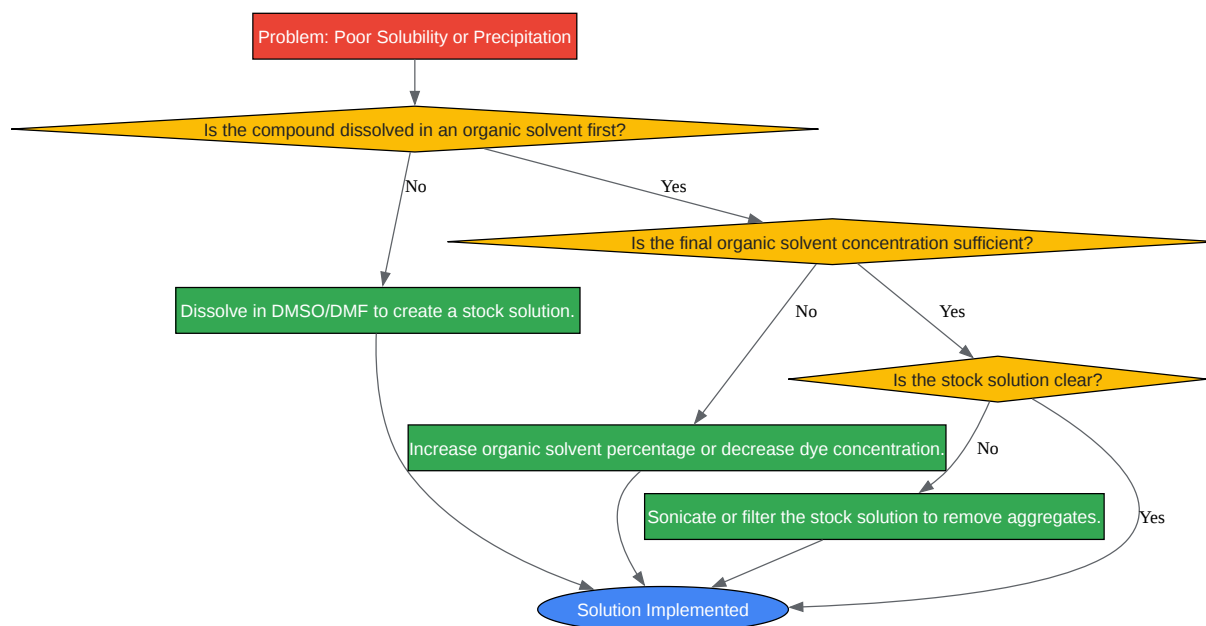 Problem: Poor Solubility or Precipitation
Is the compound dissolved in an organic solvent first?
No
Yes
Is the final organic solvent concentration sufficient?
Dissolve in DMSO/DMF to create a stock solution.
No
Yes
Is the stock solution clear?
Increase organic solvent percentage or decrease dye concentration.
No
Sonicate or filter the stock solution to remove aggregates.
Yes
Solution Implemented